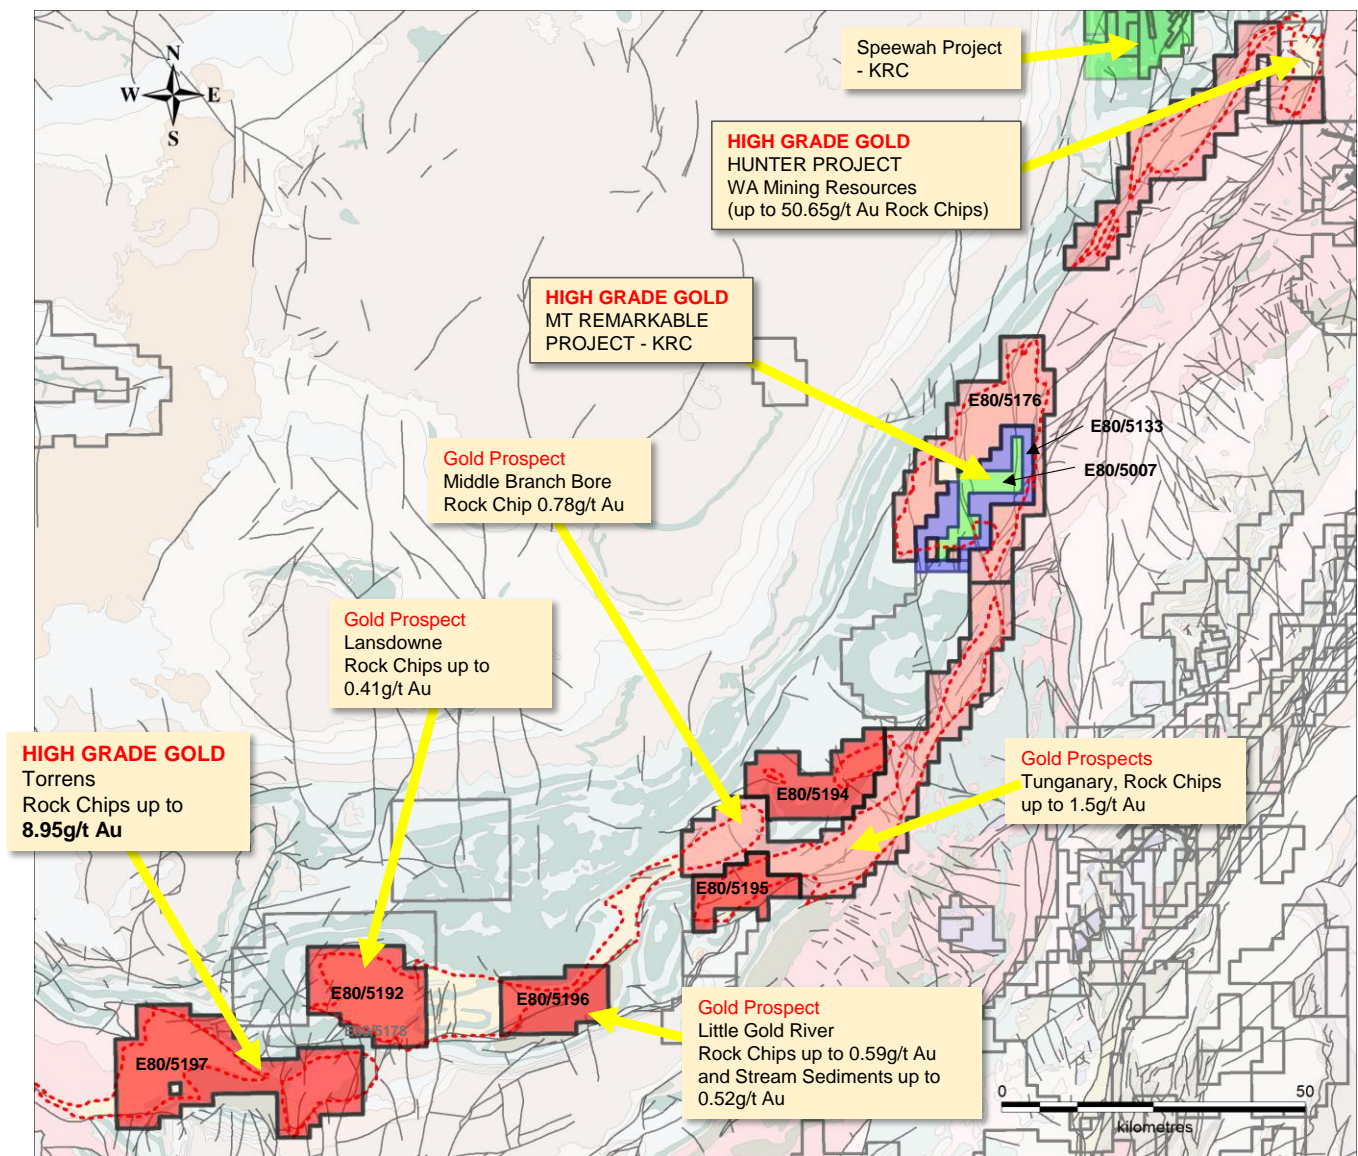 N
W E
S
Speewah Project
- KRC
HIGH GRADE GOLD
HUNTER PROJECT
WA Mining Resources
(up to 50.65g/t Au Rock Chips)
HIGH GRADE GOLD
MT REMARKABLE
PROJECT - KRC
E80/5176
E80/5133
E80/5007
Gold Prospect
Middle Branch Bore
Rock Chip 0.78g/t Au
Gold Prospect
Lansdowne
Rock Chips up to
0.41g/t Au
HIGH GRADE GOLD
Torrens
Rock Chips up to
8.95g/t Au
Gold Prospects
Tunganary, Rock Chips
up to 1.5g/t Au
E80/5194
E80/5195
E80/5192
E80/5196
E80/5178
E80/5197
Gold Prospect
Little Gold River
Rock Chips up to 0.59g/t Au
and Stream Sediments up to
0.52g/t Au
0 50
kilometres